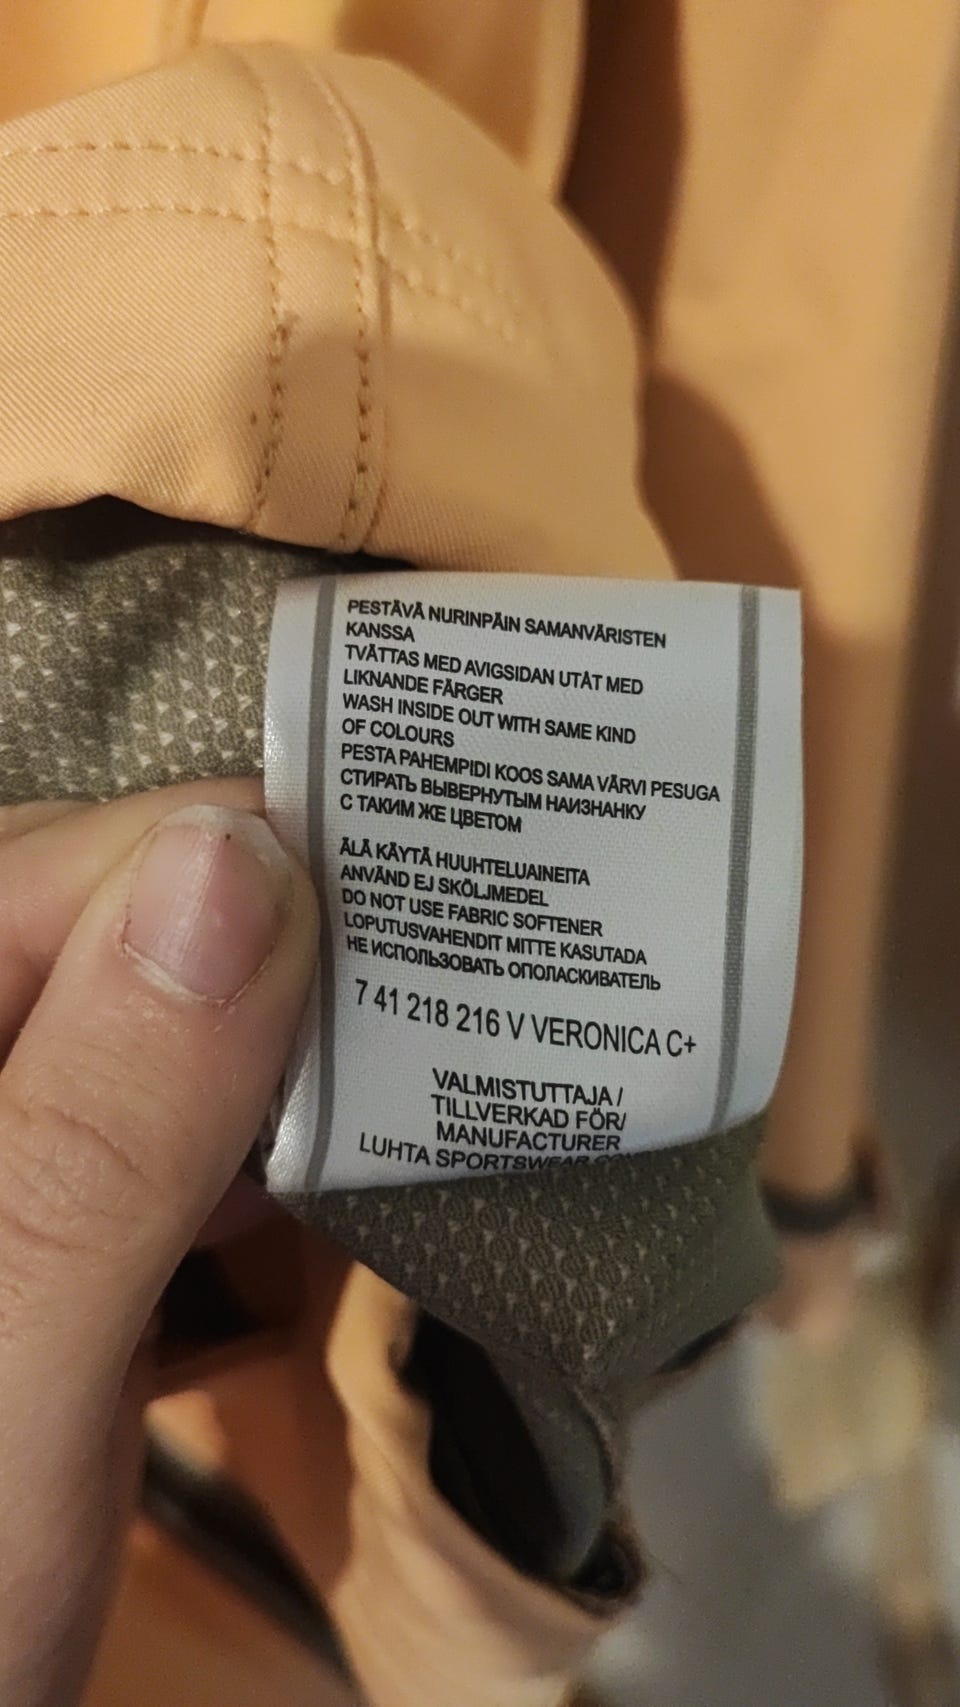 PESTÄVÄ NURINPÄIN SAMANVÄRISTEN
KANSSA
TVÄTTAS MED AVIGSIDAN UTÅT MED
LIKNANDE FÄRGER
WASH INSIDE OUT WITH SAME KIND
OF COLOURS
PESTA PAHEMPIDI KOOS SAMA VÄRVI PESUGA
СТИРАТЬ ВЫВЕРНУТЫМ НАИЗНАНКУ
С ТАКИМ ЖЕ ЦВЕТОМ
ÄLÄ KÄYTÄ HUUHTELUAINEITA
ANVÄND EJ SKÖLJMEDEL
DO NOT USE FABRIC SOFTENER
LOPUTUSVAHENDIT MITTE KASUTADA
НЕ ИСПОЛЬЗОВАТЬ ОПОЛАСКИВАТЕЛЬ
7 41 218 216 V VERONICA C+
VALMISTUTTAJA /
TILLVERKAD FÖR/
MANUFACTURER
LUHTA SPORTSWEAR